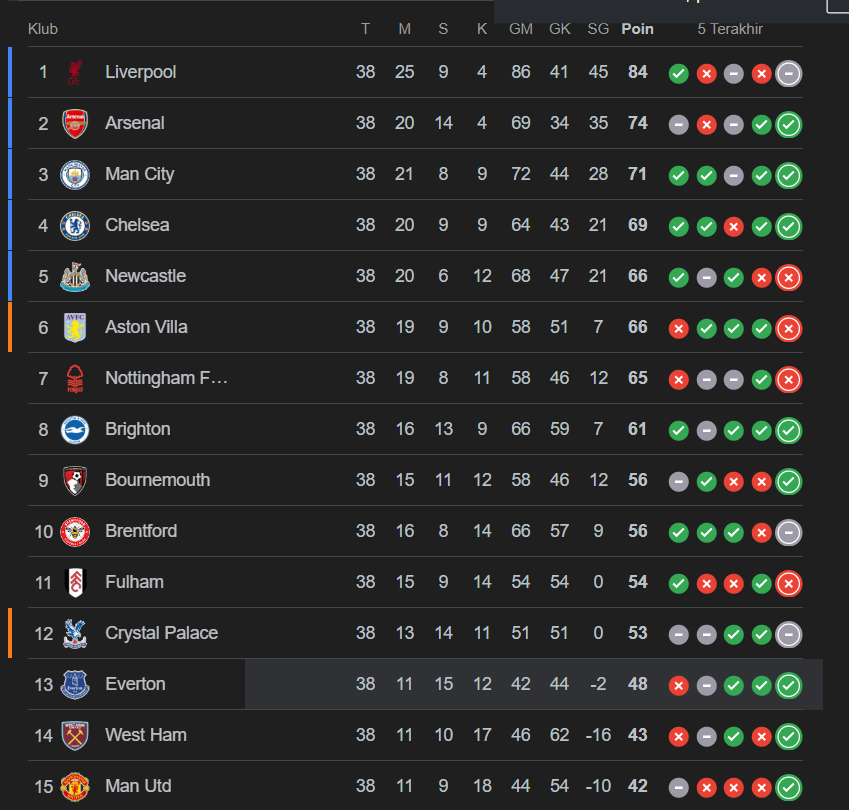 Klub T M S K GM GK SG Poin 5 Terakhir
1 Liverpool 38 25 9 4 86 41 45 84
2 Arsenal 38 20 14 4 69 34 35 74
3 Man City 38 21 8 9 72 44 28 71
4 Chelsea 38 20 9 9 64 43 21 69
5 Newcastle 38 20 6 12 68 47 21 66
6 Aston Villa 38 19 9 10 58 51 7 66
7 Nottingham F... 38 19 8 11 58 46 12 65
8 Brighton 38 16 13 9 66 59 7 61
9 Bournemouth 38 15 11 12 58 46 12 56
10 Brentford 38 16 8 14 66 57 9 56
11 Fulham 38 15 9 14 54 54 0 54
12 Crystal Palace 38 13 14 11 51 51 0 53
13 Everton 38 11 15 12 42 44 -2 48
14 West Ham 38 11 10 17 46 62 -16 43
15 Man Utd 38 11 9 18 44 54 -10 42